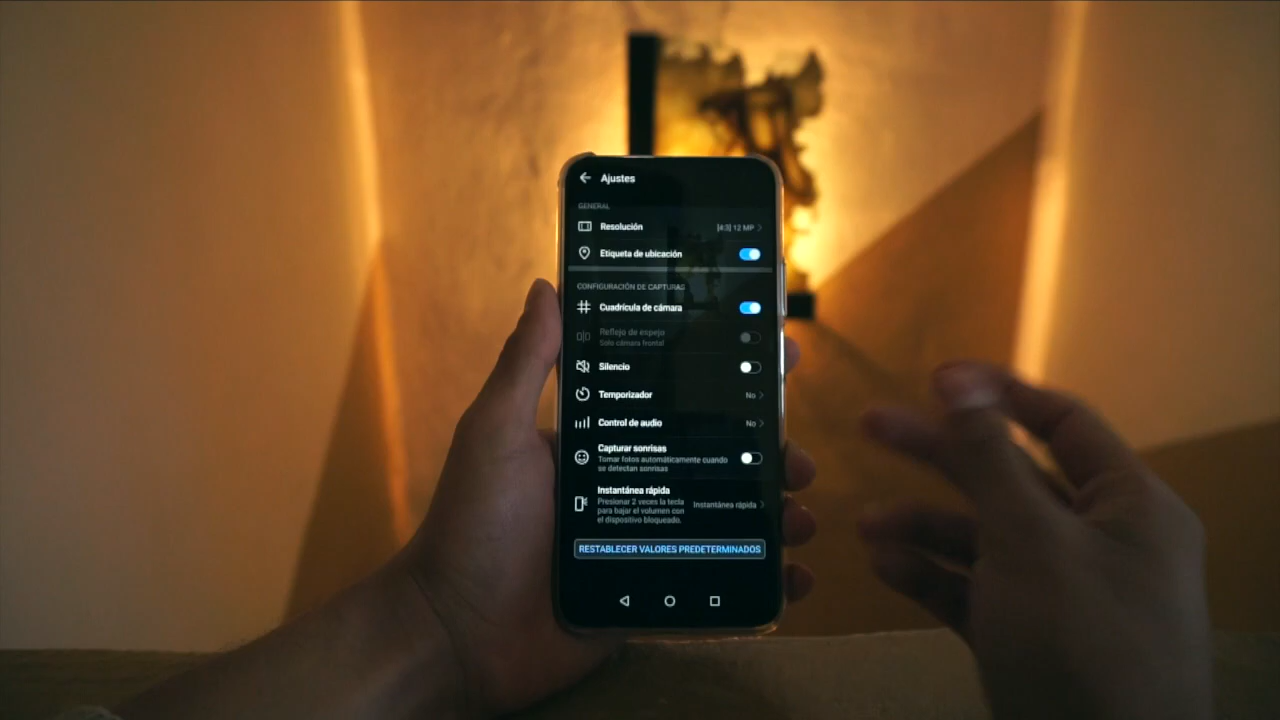 Ajustes
GENERAL
Resolución [4:3] 12 MP
Etiqueta de ubicación
CONFIGURACIÓN DE CAPTURAS
Cuadrícula de cámara
Reflejo de espejo
Solo cámara frontal
Silencio
Temporizador No
Control de audio No
Capturar sonrisas
Tomar fotos automáticamente cuando
se detectan sonrisas
Instantánea rápida
Presionar 2 veces la tecla
para bajar el volumen con
el dispositivo bloqueado.
Instantánea rápida
RESTABLECER VALORES PREDETERMINADOS